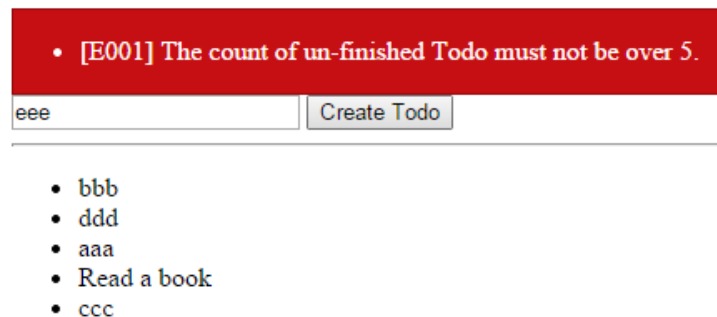 [E001] The count of un-finished Todo must not be over 5.
eee Create Todo
bbb
ddd
aaa
Read a book
ccc